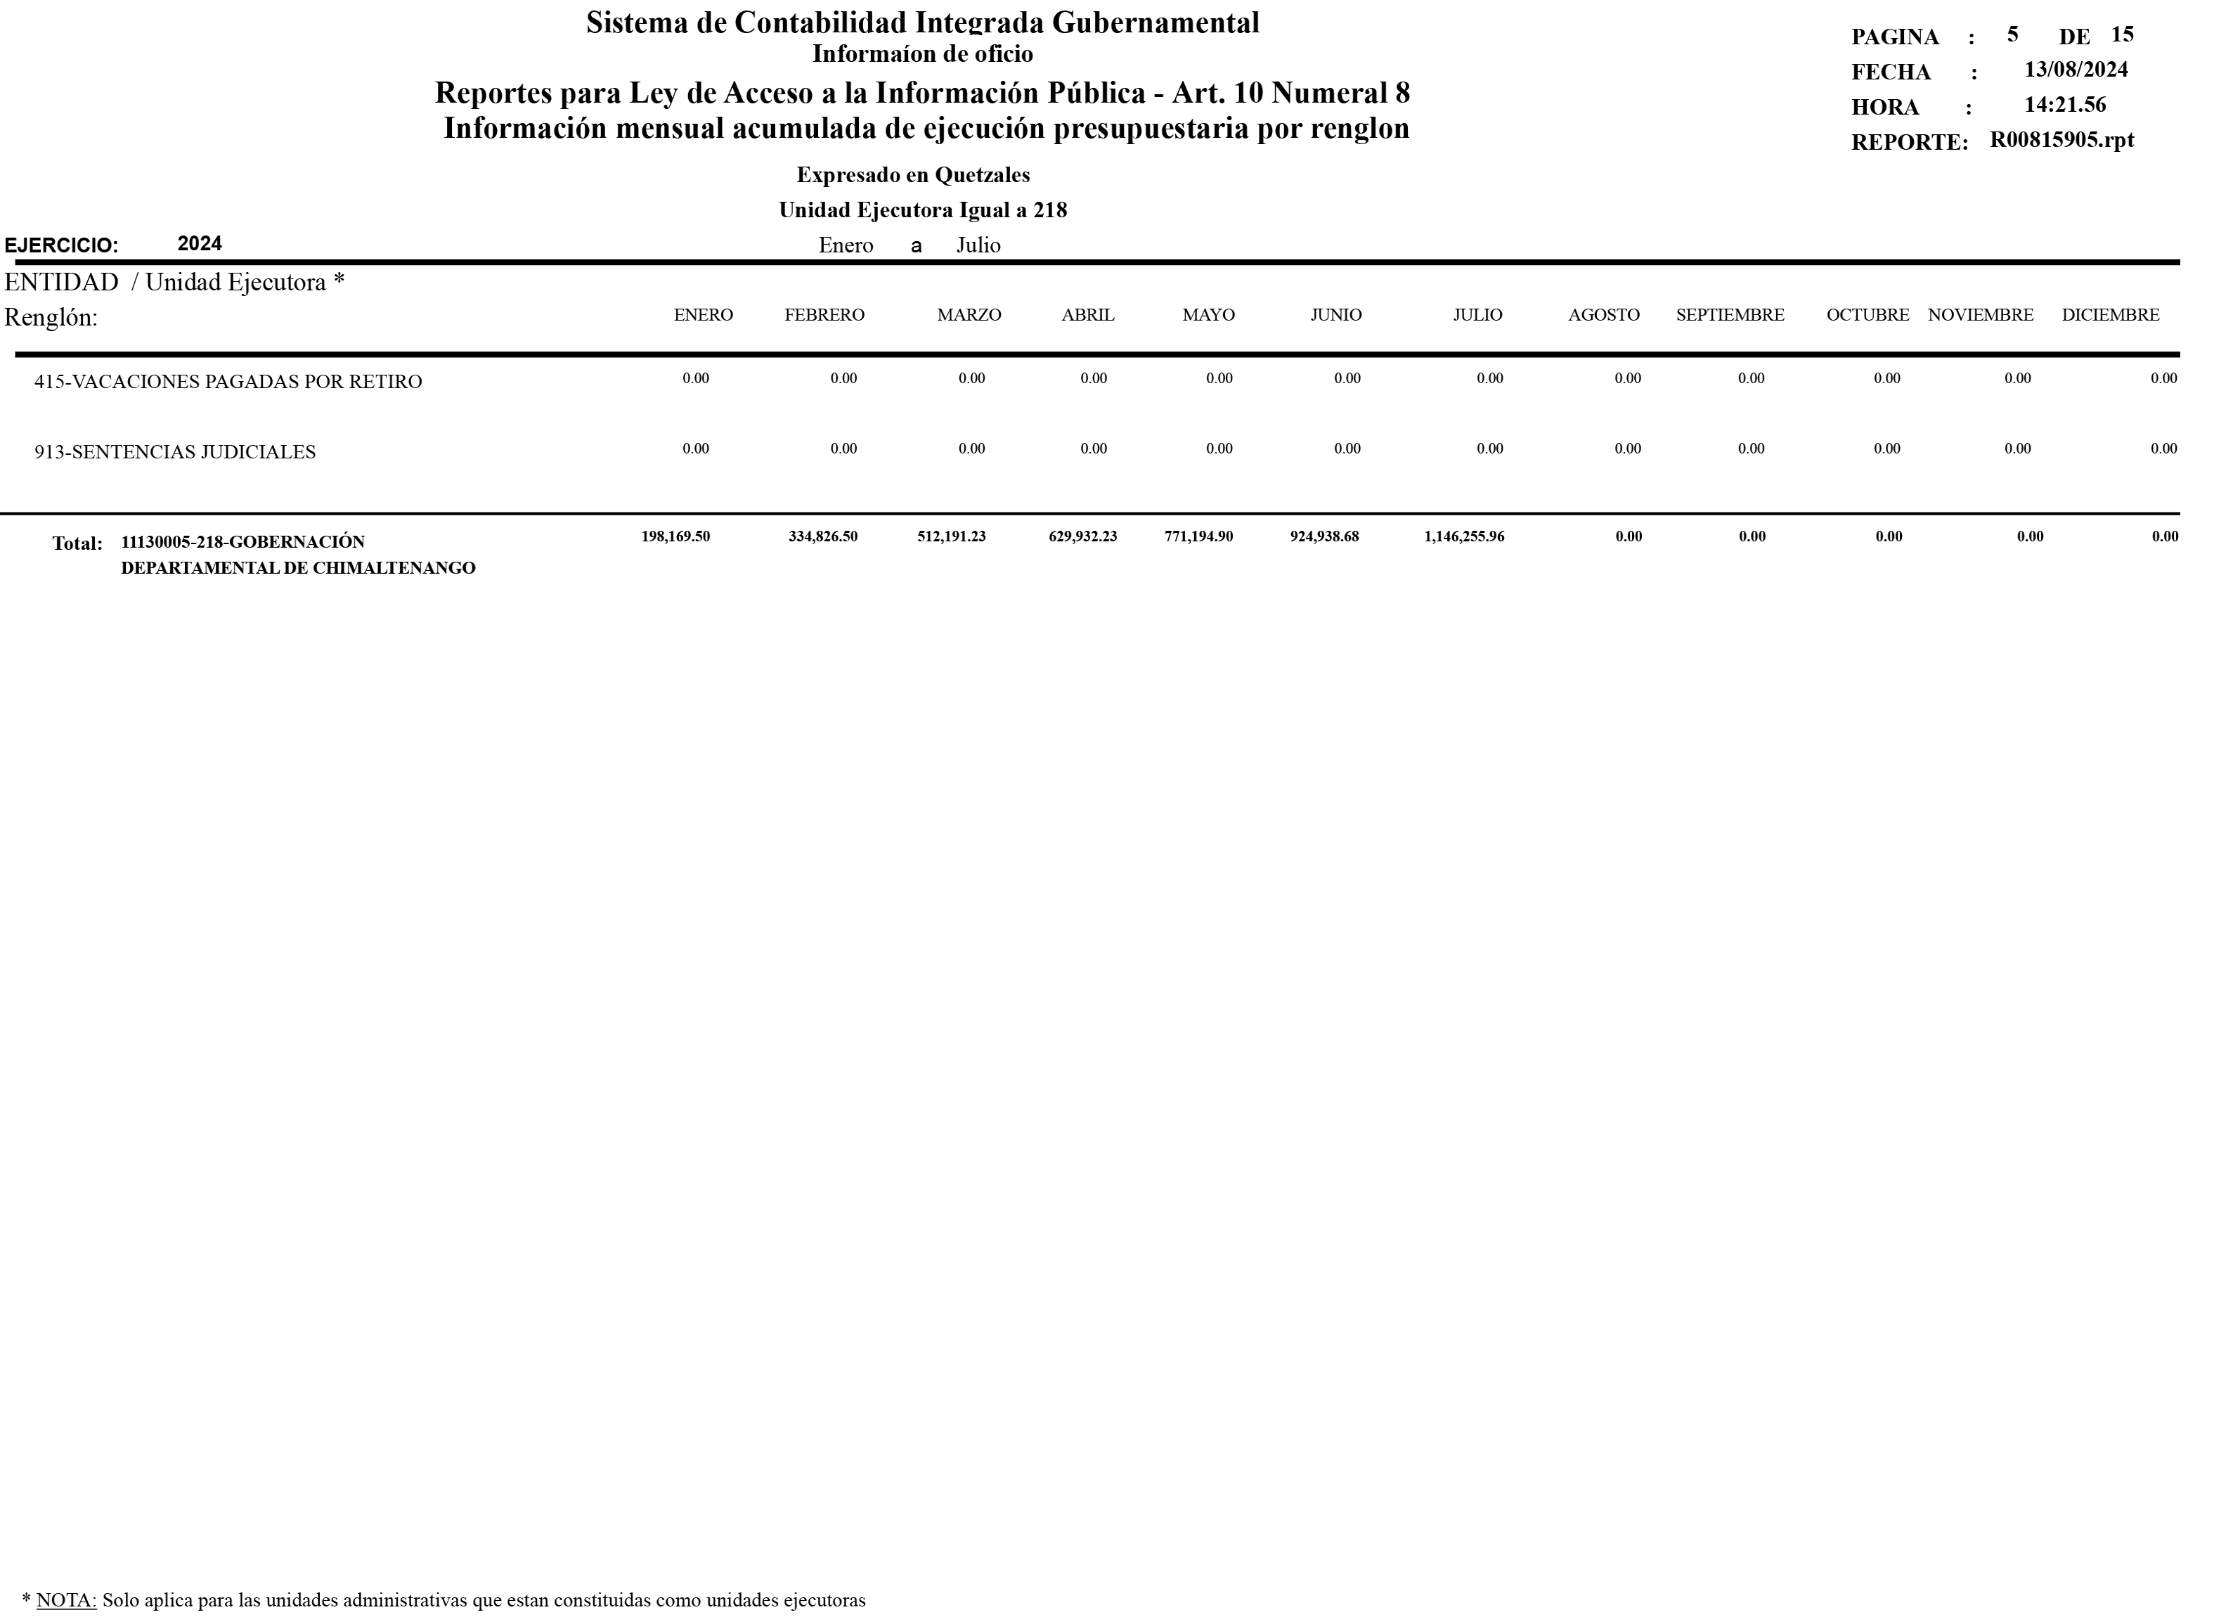 Sistema de Contabilidad Integrada Gubernamental
Informaíon de oficio
Reportes para Ley de Acceso a la Información Pública - Art. 10 Numeral 8
Información mensual acumulada de ejecución presupuestaria por renglon
Expresado en Quetzales
Unidad Ejecutora Igual a 218
PAGINA : 5 DE 15
FECHA : 13/08/2024
HORA : 14:21.56
REPORTE: R00815905.rpt
EJERCICIO: 2024 Enero a Julio
ENTIDAD / Unidad Ejecutora *
Renglón: ENERO FEBRERO MARZO ABRIL MAYO JUNIO JULIO AGOSTO SEPTIEMBRE OCTUBRE NOVIEMBRE DICIEMBRE
415-VACACIONES PAGADAS POR RETIRO 0.00 0.00 0.00 0.00 0.00 0.00 0.00 0.00 0.00 0.00 0.00 0.00
913-SENTENCIAS JUDICIALES 0.00 0.00 0.00 0.00 0.00 0.00 0.00 0.00 0.00 0.00 0.00 0.00
Total: 11130005-218-GOBERNACIÓN 198,169.50 334,826.50 512,191.23 629,932.23 771,194.90 924,938.68 1,146,255.96 0.00 0.00 0.00 0.00 0.00
DEPARTAMENTAL DE CHIMALTENANGO
* NOTA: Solo aplica para las unidades administrativas que estan constituidas como unidades ejecutoras